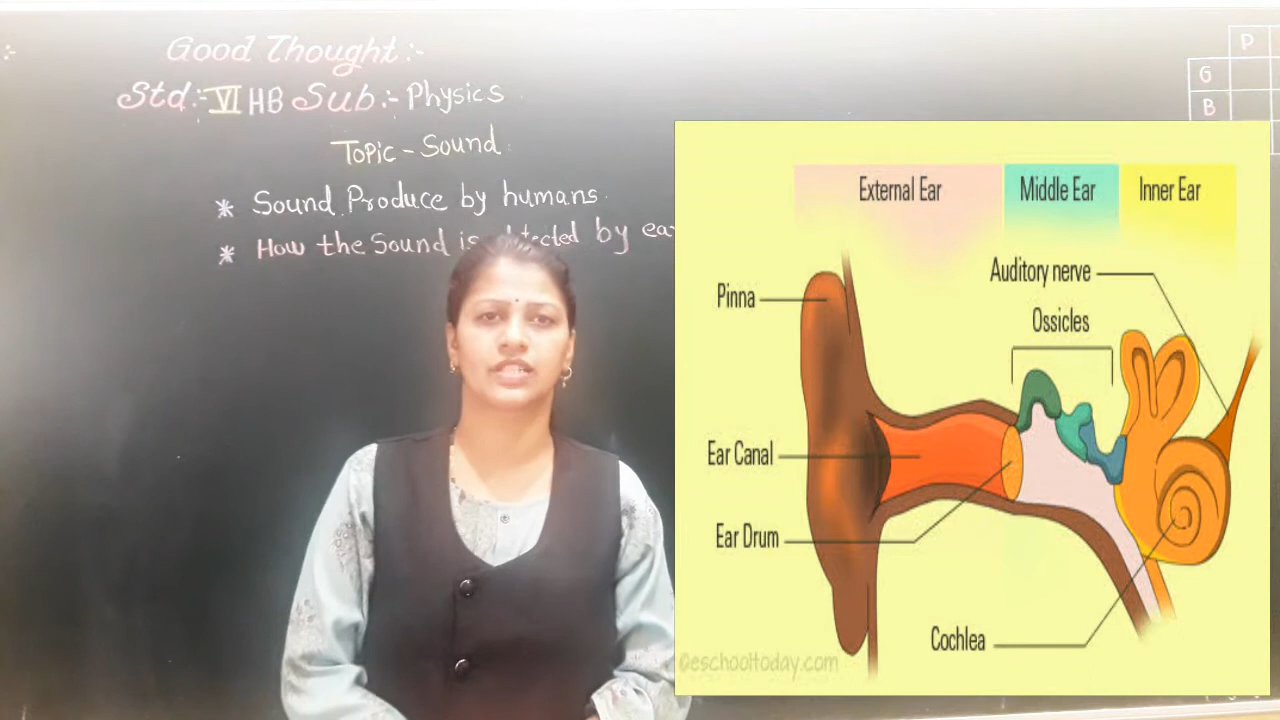 Good Thought:-
Std:- VI HB Sub:- Physics
Topic - Sound
* Sound Produce by humans.
* How the Sound is by
P
G
B
External Ear
Middle Ear
Inner Ear
Auditory nerve
Pinna
Ossicles
Ear Canal
Ear Drum
Cochlea
©eschooltoday.com